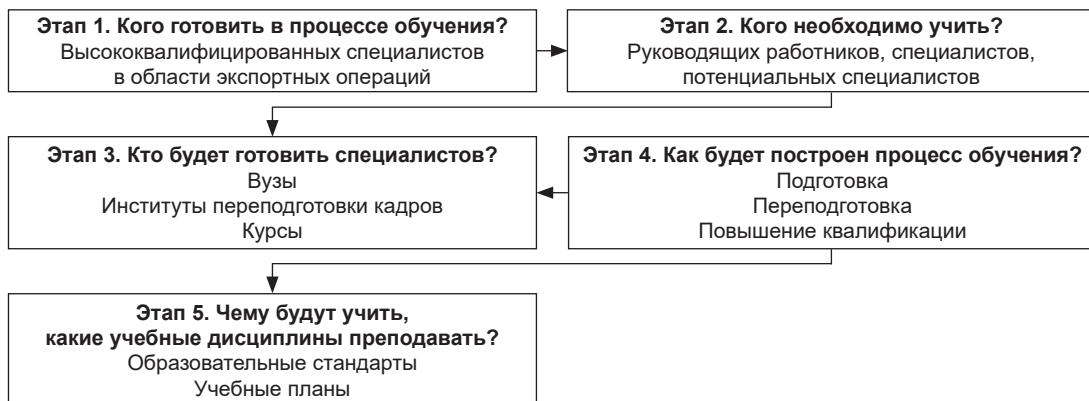 Этап 1. Кого готовить в процессе обучения?
Высококвалифицированных специалистов
в области экспортных операций
Этап 2. Кого необходимо учить?
Руководящих работников, специалистов,
потенциальных специалистов
Этап 3. Кто будет готовить специалистов?
Вузы
Институты переподготовки кадров
Курсы
Этап 4. Как будет построен процесс обучения?
Подготовка
Переподготовка
Повышение квалификации
Этап 5. Чему будут учить,
какие учебные дисциплины преподавать?
Образовательные стандарты
Учебные планы